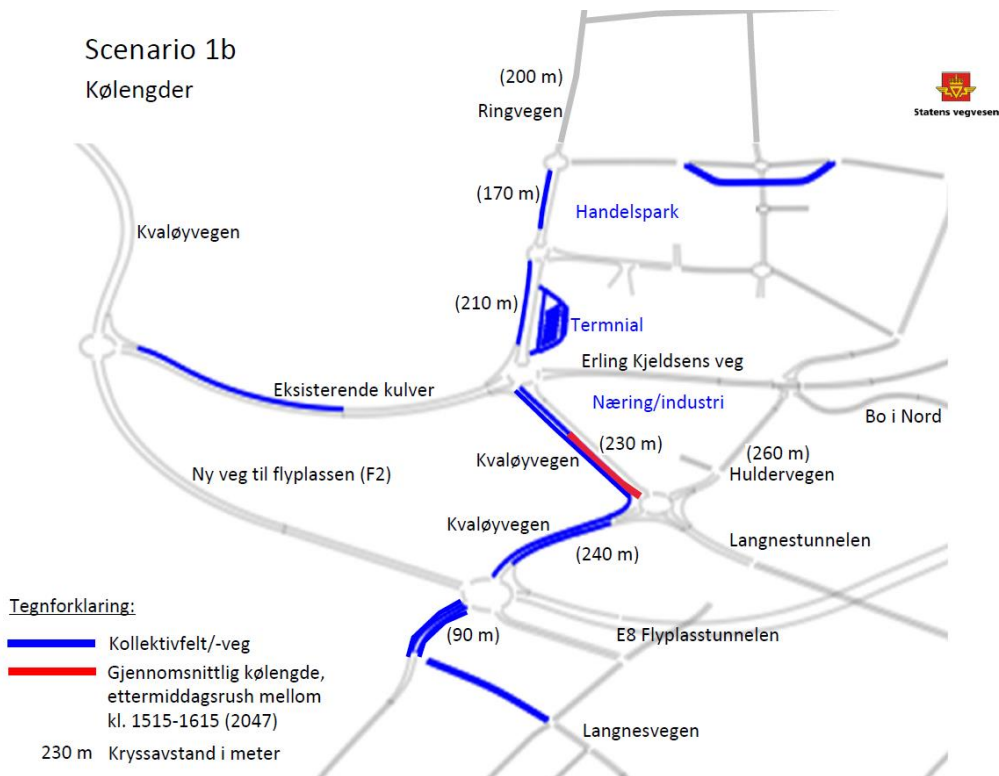 Scenario 1b
Kølengder
(200 m)
Ringvegen
Statens vegvesen
(170 m)
Handelspark
Kvaløyvegen
(210 m)
Termnial
Erling Kjeldsens veg
Eksisterende kulver
Næring/industri
Bo i Nord
(230 m)
(260 m)
Kvaløyvegen
Ny veg til flyplassen (F2)
Huldervegen
Kvaløyvegen
Langnestunnelen
(240 m)
Tegnforklaring:
(90 m)
E8 Flyplasstunnelen
Kollektivfelt/-veg
Gjennomsnittlig kølengde,
ettermiddagsrush mellom
kl. 1515-1615 (2047)
Langnesvegen
230 m Kryssavstand i meter